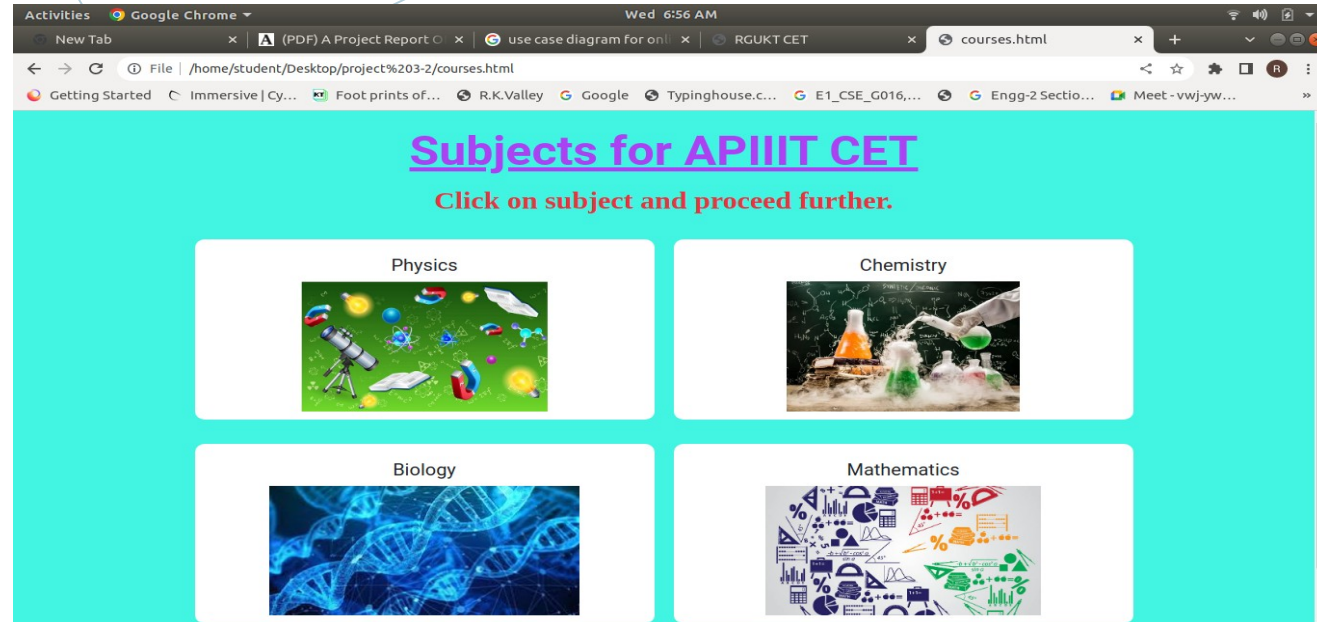 Activities Google Chrome Wed 6:56 AM
New Tab (PDF) A Project Report O use case diagram for onli RGUKT CET courses.html
File /home/student/Desktop/project%203-2/courses.html
Getting Started Immersive | Cy... Foot prints of... R.K.Valley Google Typinghouse.c... E1_CSE_G016,... Engg-2 Sectio... Meet - vwj-yw... »
Subjects for APIIIT CET
Click on subject and proceed further.
Physics Chemistry
Biology Mathematics